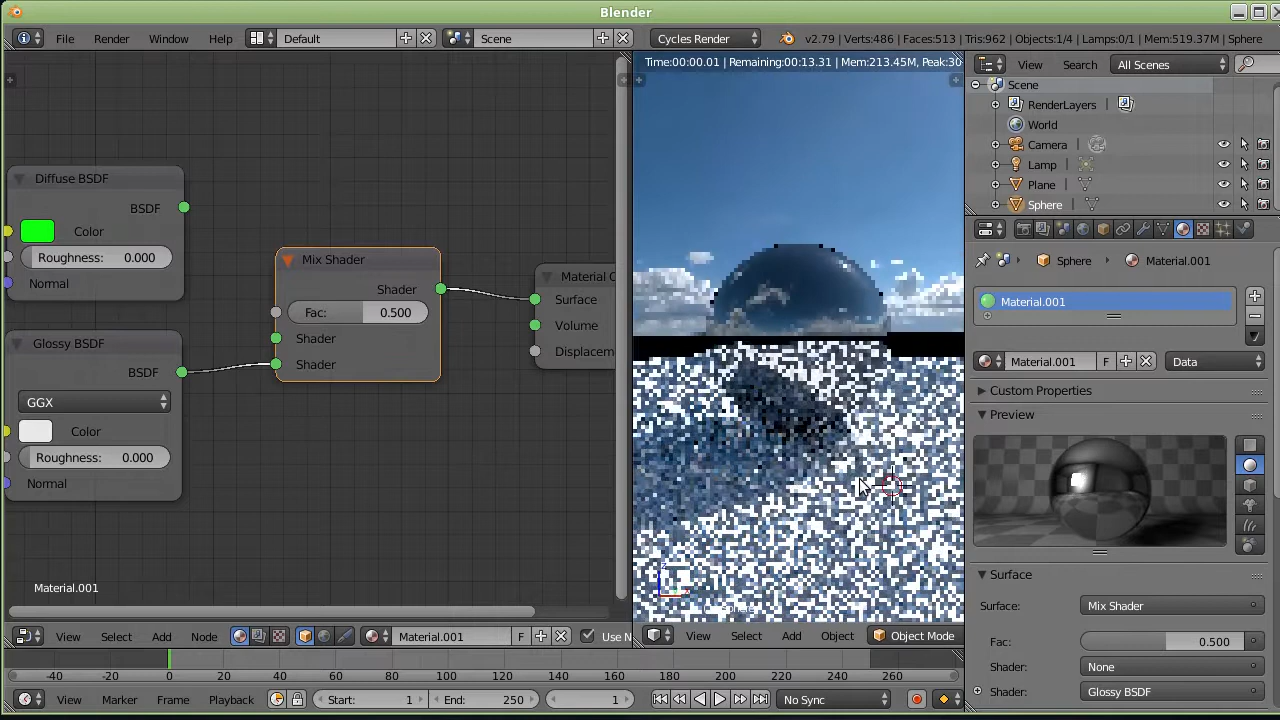 Blender
File Render Window Help Default Scene Cycles Render v2.79 | Verts:486 | Faces:513 | Tris:962 | Objects:1/4 | Lamps:0/1 | Mem:519.37M | Sphere
Time:00:00.01 | Remaining:00:13.31 | Mem:213.45M, Peak:30
View Search All Scenes
Scene
RenderLayers
World
Camera
Lamp
Plane
Sphere
Diffuse BSDF
BSDF
Color
Roughness: 0.000
Normal
Glossy BSDF
BSDF
GGX
Color
Roughness: 0.000
Normal
Mix Shader
Shader
Fac: 0.500
Shader
Shader
Material O
Surface
Volume
Displacem
Material.001
Sphere Material.001
Material.001
Material.001 F Data
Custom Properties
Preview
Surface
Surface: Mix Shader
Fac: 0.500
Shader: None
Shader: Glossy BSDF
View Select Add Node Material.001 F Use N
View Select Add Object Object Mode
-40 -20 0 20 40 60 80 100 120 140 160 180 200 220 240 260
View Marker Frame Playback Start: 1 End: 250 1 No Sync